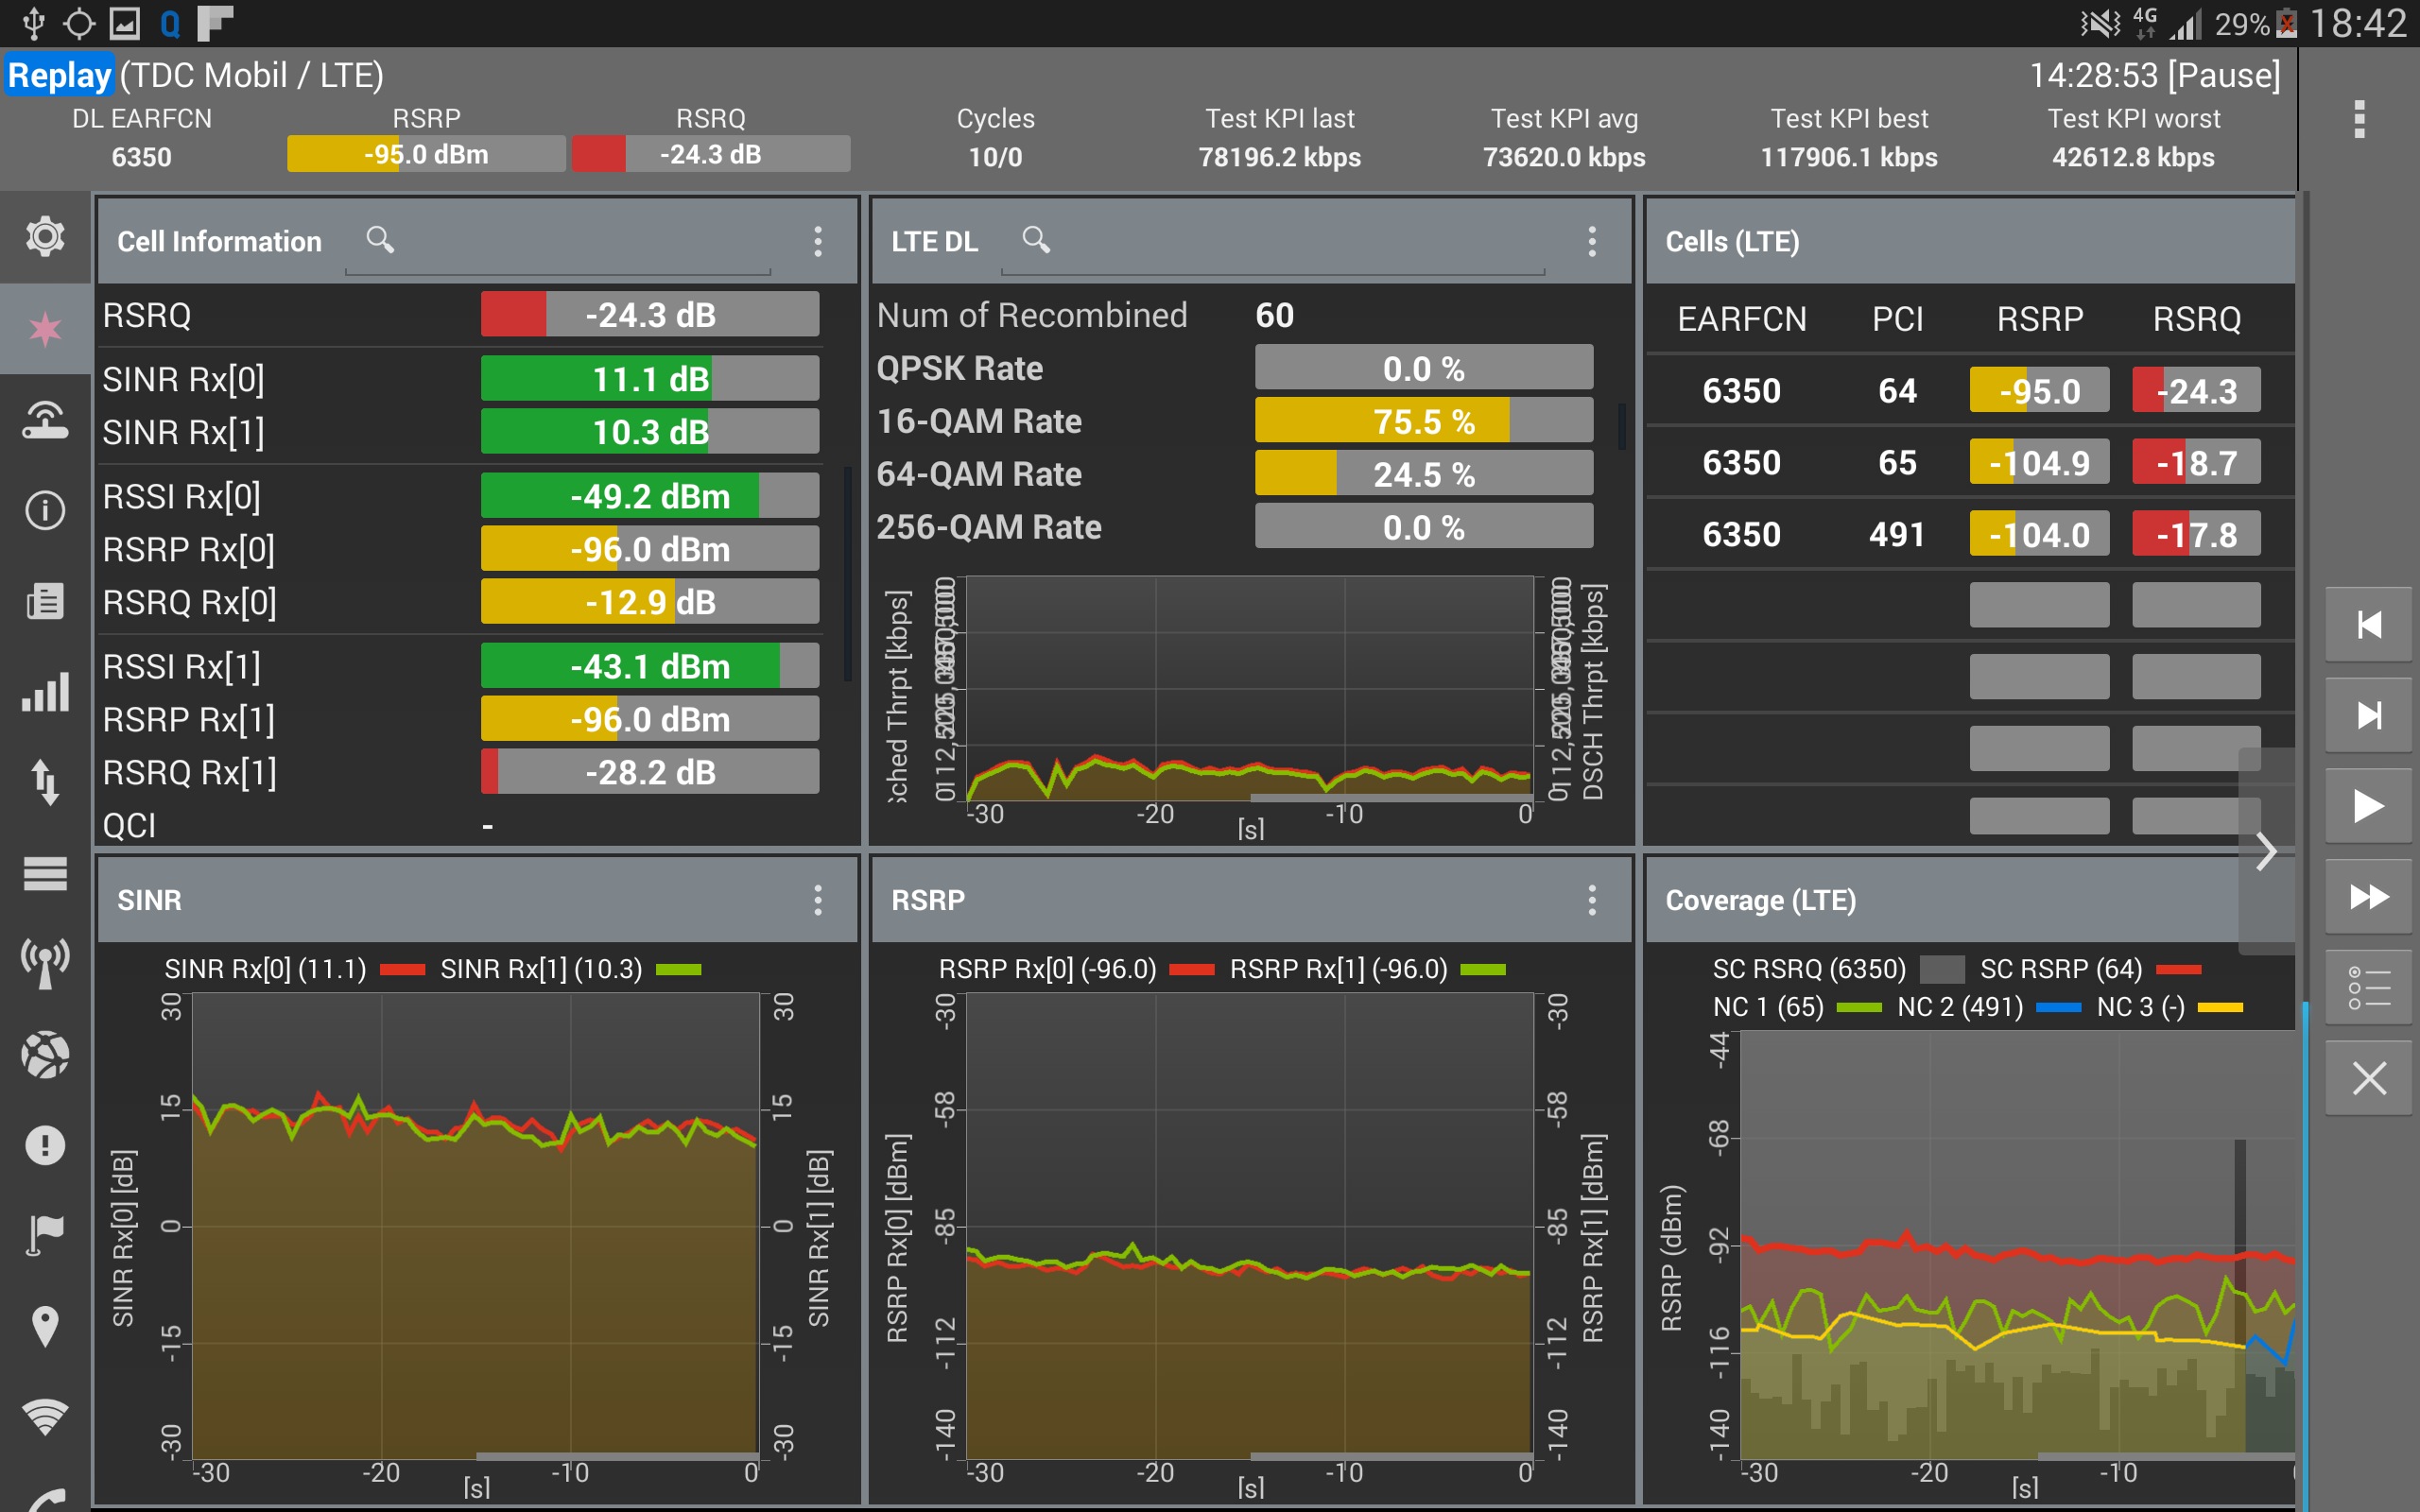 4G 29% 18:42
Replay (TDC Mobil / LTE) 14:28:53 [Pause]
DL EARFCN RSRP RSRQ Cycles Test KPI last Test KPI avg Test KPI best Test KPI worst
6350 -95.0 dBm -24.3 dB 10/0 78196.2 kbps 73620.0 kbps 117906.1 kbps 42612.8 kbps
Cell Information
RSRQ -24.3 dB
SINR Rx[0] 11.1 dB
SINR Rx[1] 10.3 dB
RSSI Rx[0] -49.2 dBm
RSRP Rx[0] -96.0 dBm
RSRQ Rx[0] -12.9 dB
RSSI Rx[1] -43.1 dBm
RSRP Rx[1] -96.0 dBm
RSRQ Rx[1] -28.2 dB
QCI -
LTE DL
Num of Recombined 60
QPSK Rate 0.0 %
16-QAM Rate 75.5 %
64-QAM Rate 24.5 %
256-QAM Rate 0.0 %
Thrpt [kbps]
DSCH Thrpt [kbps]
-30 -20 -10 0
[s]
Cells (LTE)
EARFCN PCI RSRP RSRQ
6350 64 -95.0 -24.3
6350 65 -104.9 -18.7
6350 491 -104.0 -17.8
SINR
SINR Rx[0] (11.1) SINR Rx[1] (10.3)
SINR Rx[0] [dB]
30 15 0 -15 -30
30 15 0 -15 -30
SINR Rx[1] [dB]
-30 -20 -10 0
[s]
RSRP
RSRP Rx[0] (-96.0) RSRP Rx[1] (-96.0)
RSRP Rx[0] [dBm]
-30 -58 -85 -112 -140
-30 -58 -85 -112 -140
RSRP Rx[1] [dBm]
-30 -20 -10 0
[s]
Coverage (LTE)
SC RSRQ (6350) SC RSRP (64)
NC 1 (65) NC 2 (491) NC 3 (-)
RSRP (dBm)
-44 -68 -92 -116 -140
-30 -20 -10
[s]